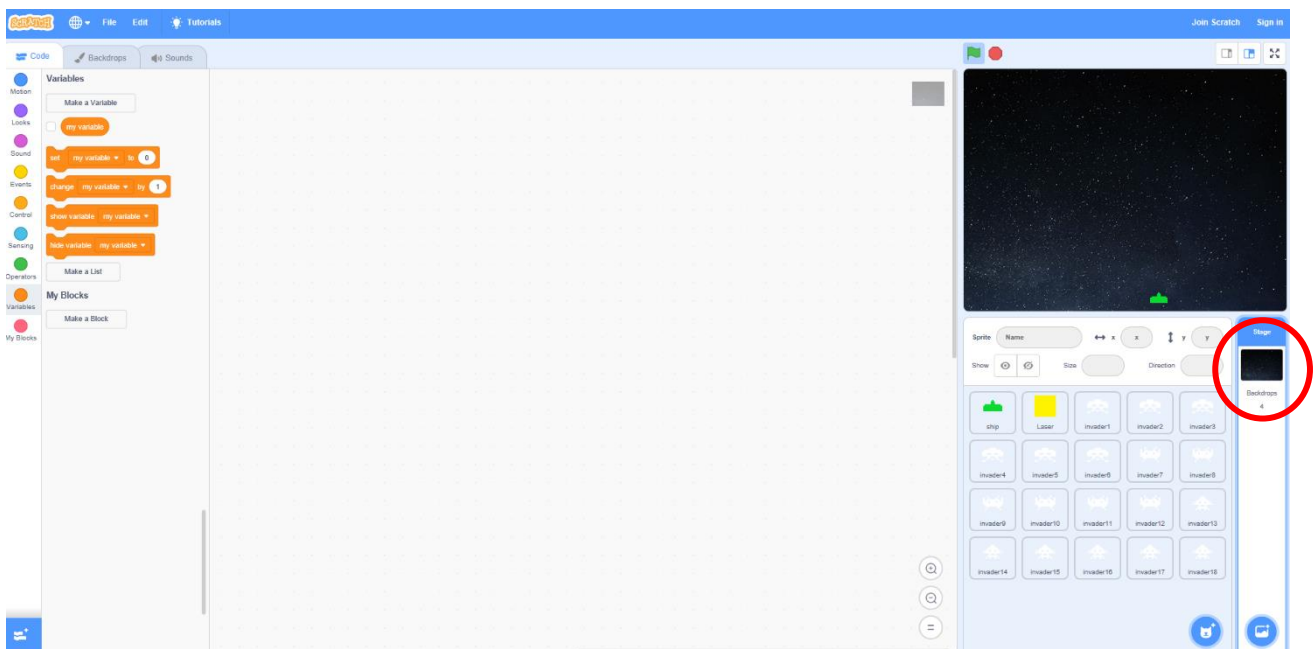 SCRATCH File Edit Tutorials Join Scratch Sign in
Code Backdrops Sounds
Motion
Looks
Sound
Events
Control
Sensing
Operators
Variables
My Blocks
Variables
Make a Variable
my variable
set my variable to 0
change my variable by 1
show variable my variable
hide variable my variable
Make a List
My Blocks
Make a Block
Sprite Name x x y y
Show Size Direction
ship Laser invader1 invader2 invader3
invader4 invader5 invader6 invader7 invader8
invader9 invader10 invader11 invader12 invader13
invader14 invader15 invader16 invader17 invader18
Stage
Backdrops
4